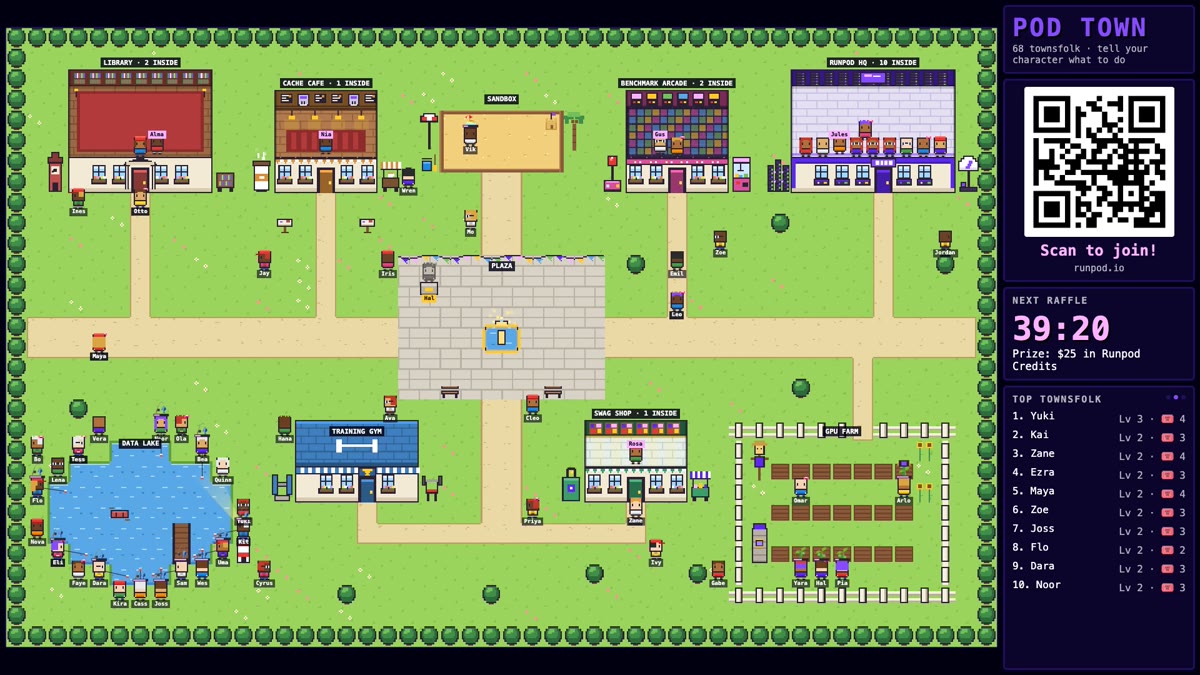 LIBRARY · 2 INSIDE
CACHE CAFE · 1 INSIDE
SANDBOX
BENCHMARK ARCADE · 2 INSIDE
RUNPOD HQ · 10 INSIDE
Alma
Nia
Vik
Gus
Jules
Wren
Ines
Otto
Mo
Zoe
Jordan
Jay
Iris
Emil
PLAZA
Hal
Leo
Maya
Ava
Cleo
Vera
Ola
Hana
TRAINING GYM
SWAG SHOP · 1 INSIDE
GPU FARM
DATA LAKE
Bo
Tess
Bea
Rosa
Lena
Quinn
Flo
Omar
Arlo
Priya
Zane
Nova
Kit
Eli
Uma
Ivy
Faye
Dara
Sam
Wes
Cyrus
Gabe
Yara
Hal
Pia
Kira
Cass
Joss
POD TOWN
68 townsfolk · tell your
character what to do
Scan to join!
runpod.io
NEXT RAFFLE
39:20
Prize: $25 in Runpod
Credits
TOP TOWNSFOLK
1. Yuki Lv 3 · 4
2. Kai Lv 2 · 3
3. Zane Lv 2 · 4
4. Ezra Lv 2 · 3
5. Maya Lv 2 · 4
6. Zoe Lv 2 · 3
7. Joss Lv 2 · 3
8. Flo Lv 2 · 2
9. Dara Lv 2 · 3
10. Noor Lv 2 · 3